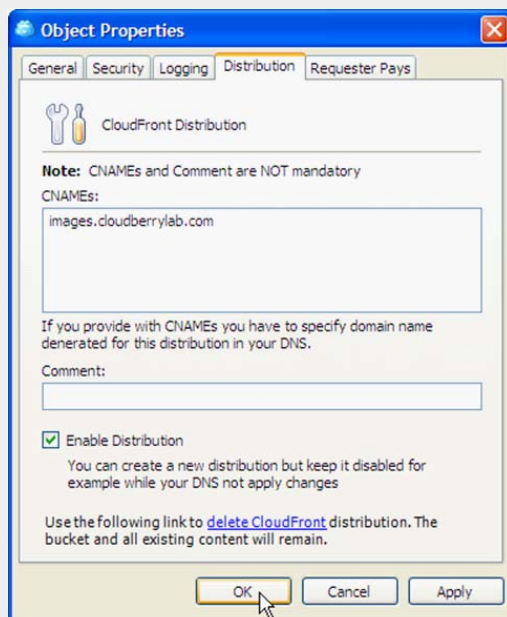 Object Properties
General Security Logging Distribution Requester Pays
CloudFront Distribution
Note: CNAMEs and Comment are NOT mandatory
CNAMEs:
images.cloudberrylab.com
If you provide with CNAMEs you have to specify domain name
denerated for this distribution in your DNS.
Comment:
Enable Distribution
You can create a new distribution but keep it disabled for
example while your DNS not apply changes
Use the following link to delete CloudFront distribution. The
bucket and all existing content will remain.
OK Cancel Apply